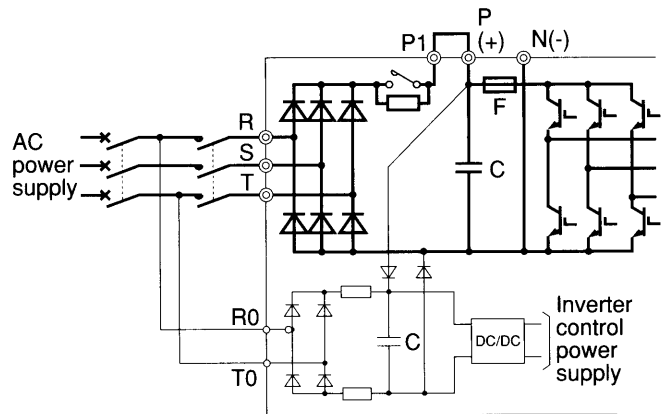 P
P1
(+)
N(-)
F
R
AC
power
supply
S
T
C
R0
C
DC/DC
Inverter
control
power
supply
T0